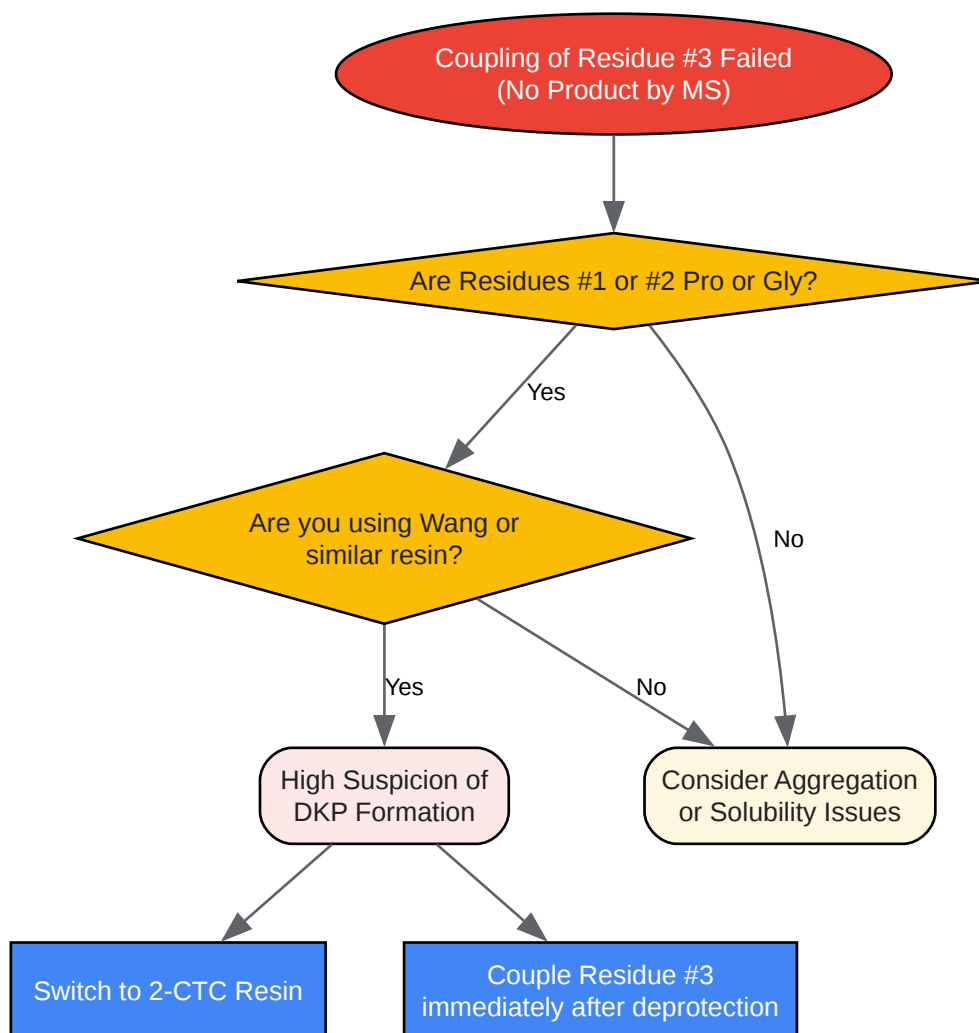 Coupling of Residue #3 Failed
(No Product by MS)
Are Residues #1 or #2 Pro or Gly?
Yes
Are you using Wang or
similar resin?
No
Yes
No
High Suspicion of
DKP Formation
Consider Aggregation
or Solubility Issues
Switch to 2-CTC Resin
Couple Residue #3
immediately after deprotection